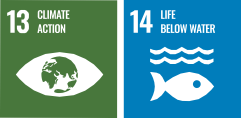 13 CLIMATE
ACTION
14 LIFE
BELOW WATER